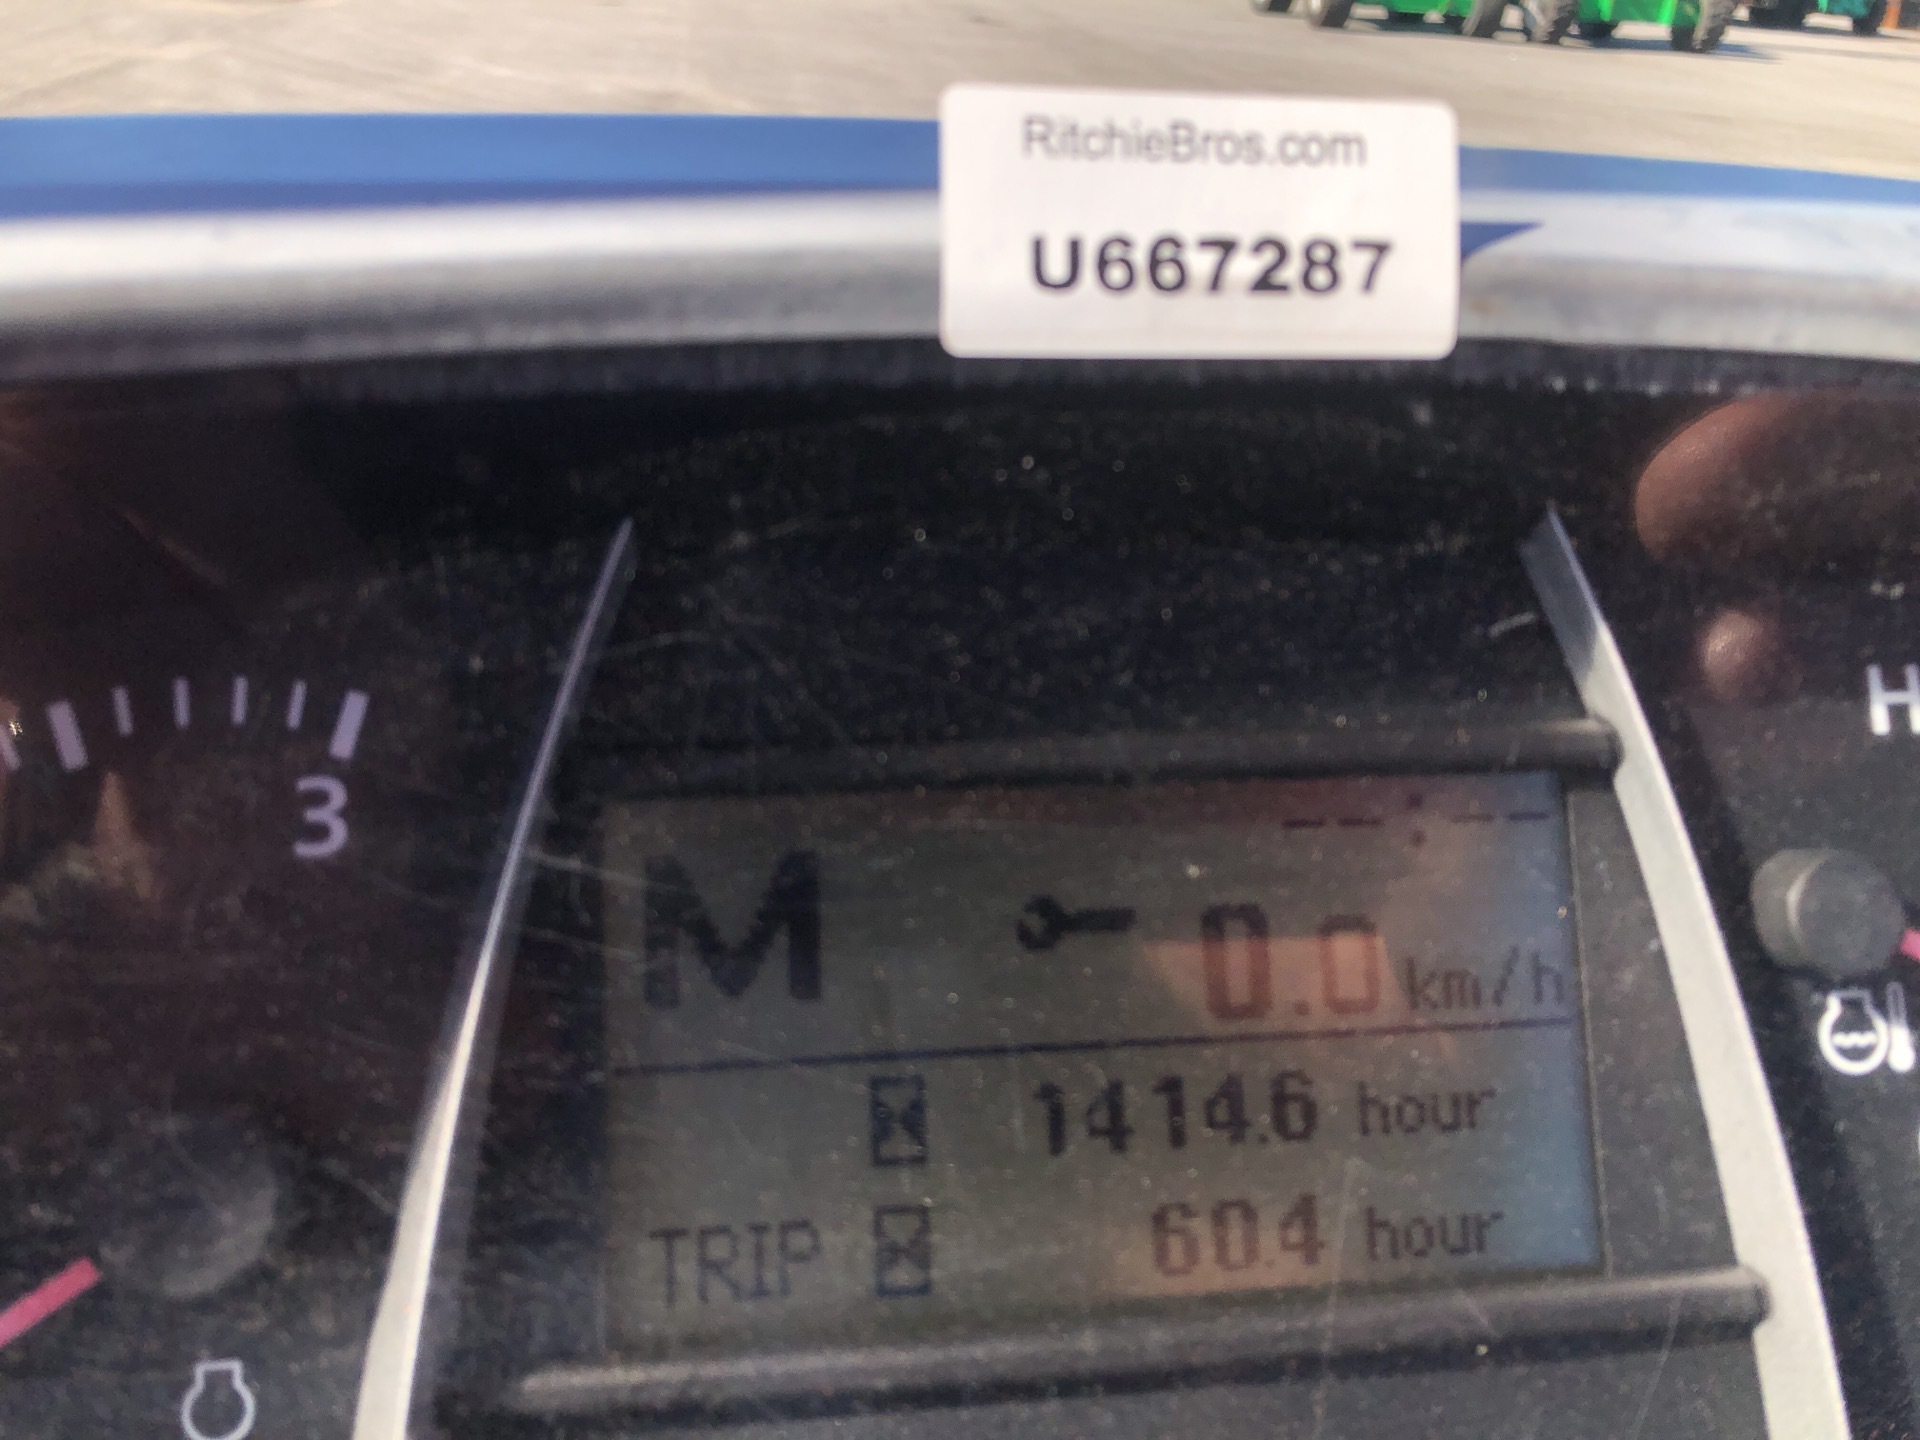 RitchieBros.com
U667287
3
H
--:--
M 0.0 km/h
1414.6 hour
TRIP 60.4 hour